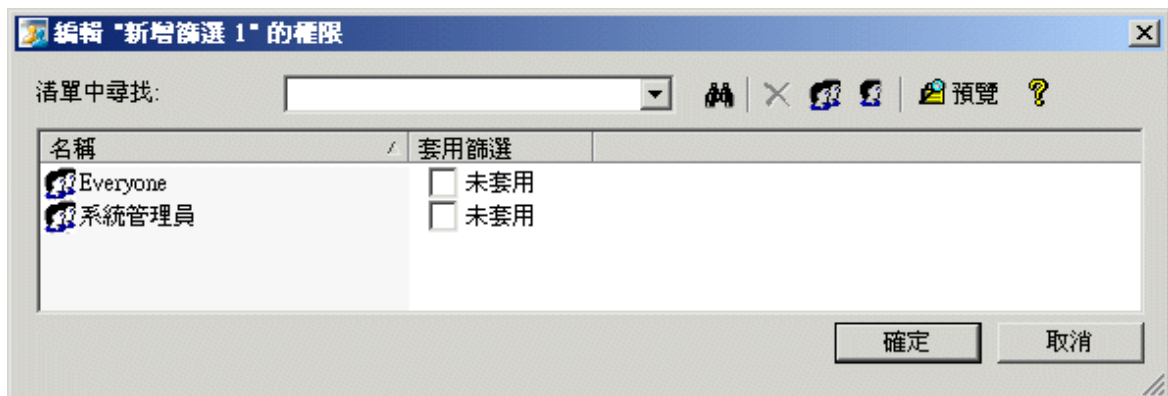 編輯 "新增篩選 1" 的權限
清單中尋找:
預覽
名稱 套用篩選
Everyone 未套用
系統管理員 未套用
確定 取消